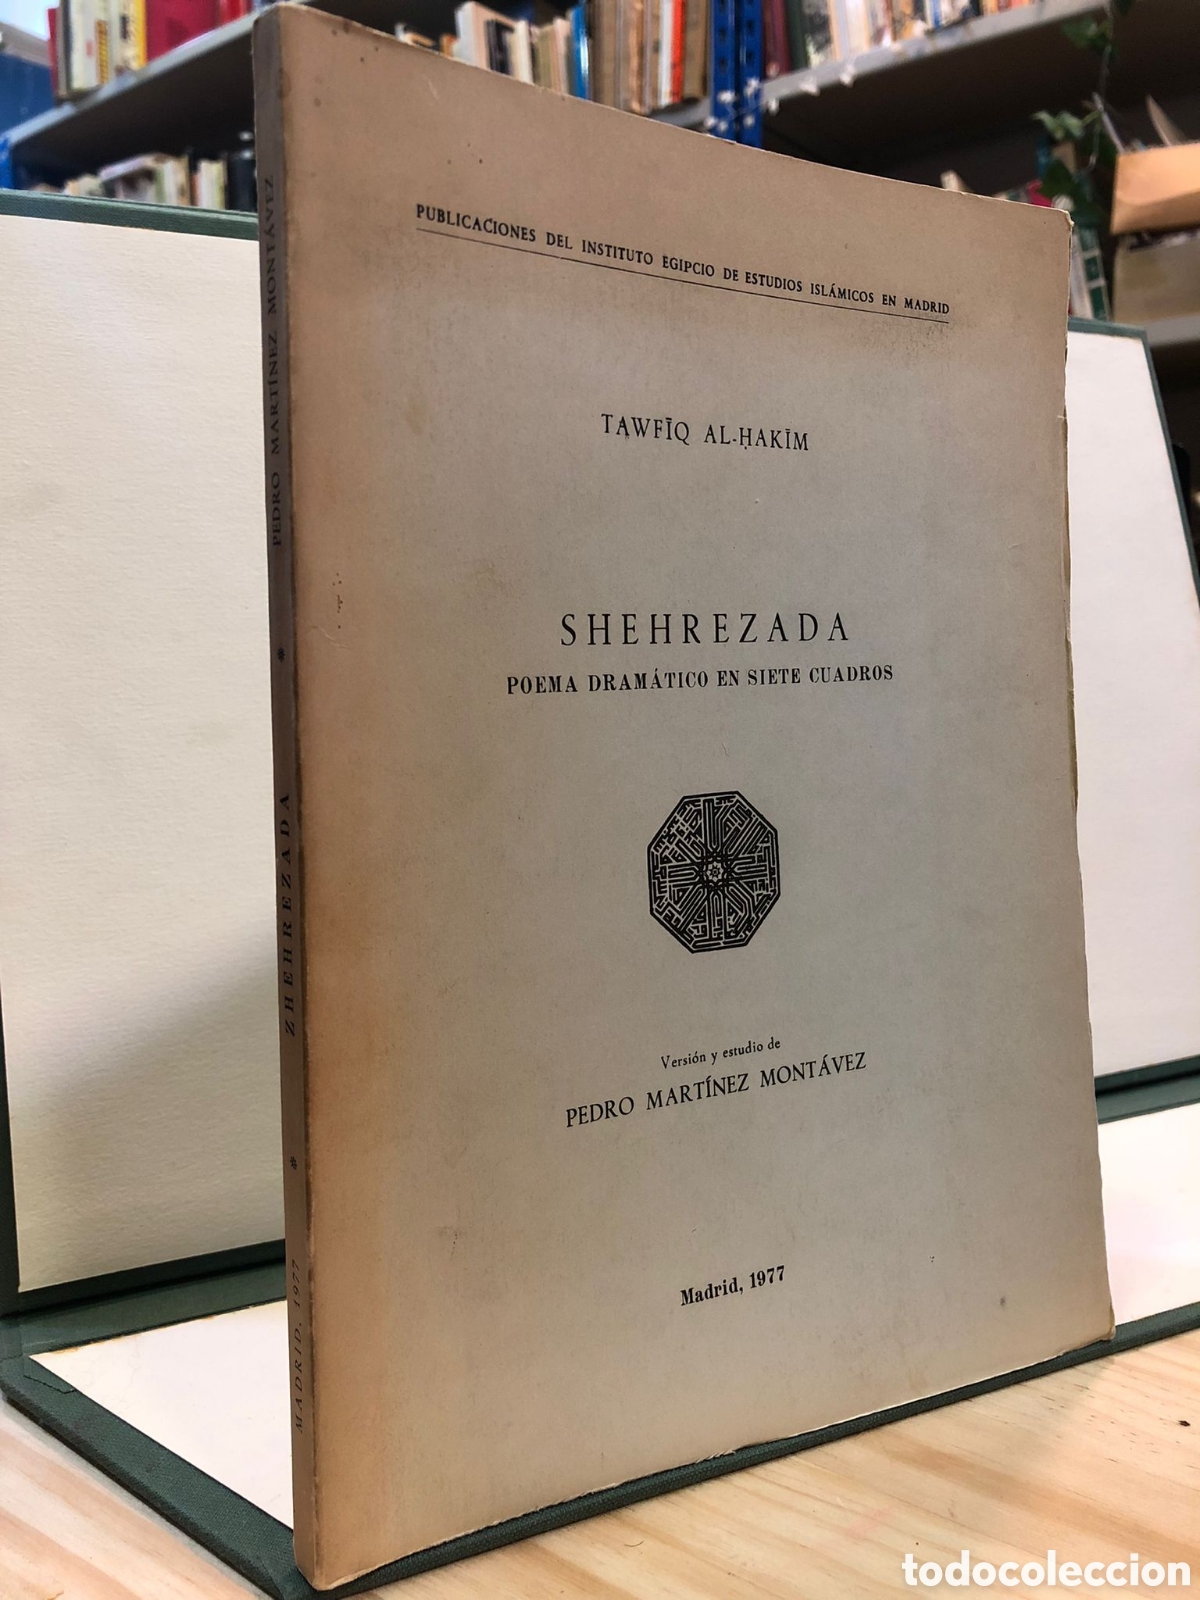 PUBLICACIONES DEL INSTITUTO EGIPCIO DE ESTUDIOS ISLÁMICOS EN MADRID
TAWFĪQ AL-ḤAKĪM
SHEHREZADA
POEMA DRAMÁTICO EN SIETE CUADROS
Versión y estudio de
PEDRO MARTÍNEZ MONTÁVEZ
Madrid, 1977
PEDRO MARTÍNEZ MONTÁVEZ * ZHEHREZADA * MADRID, 1977
todocoleccion